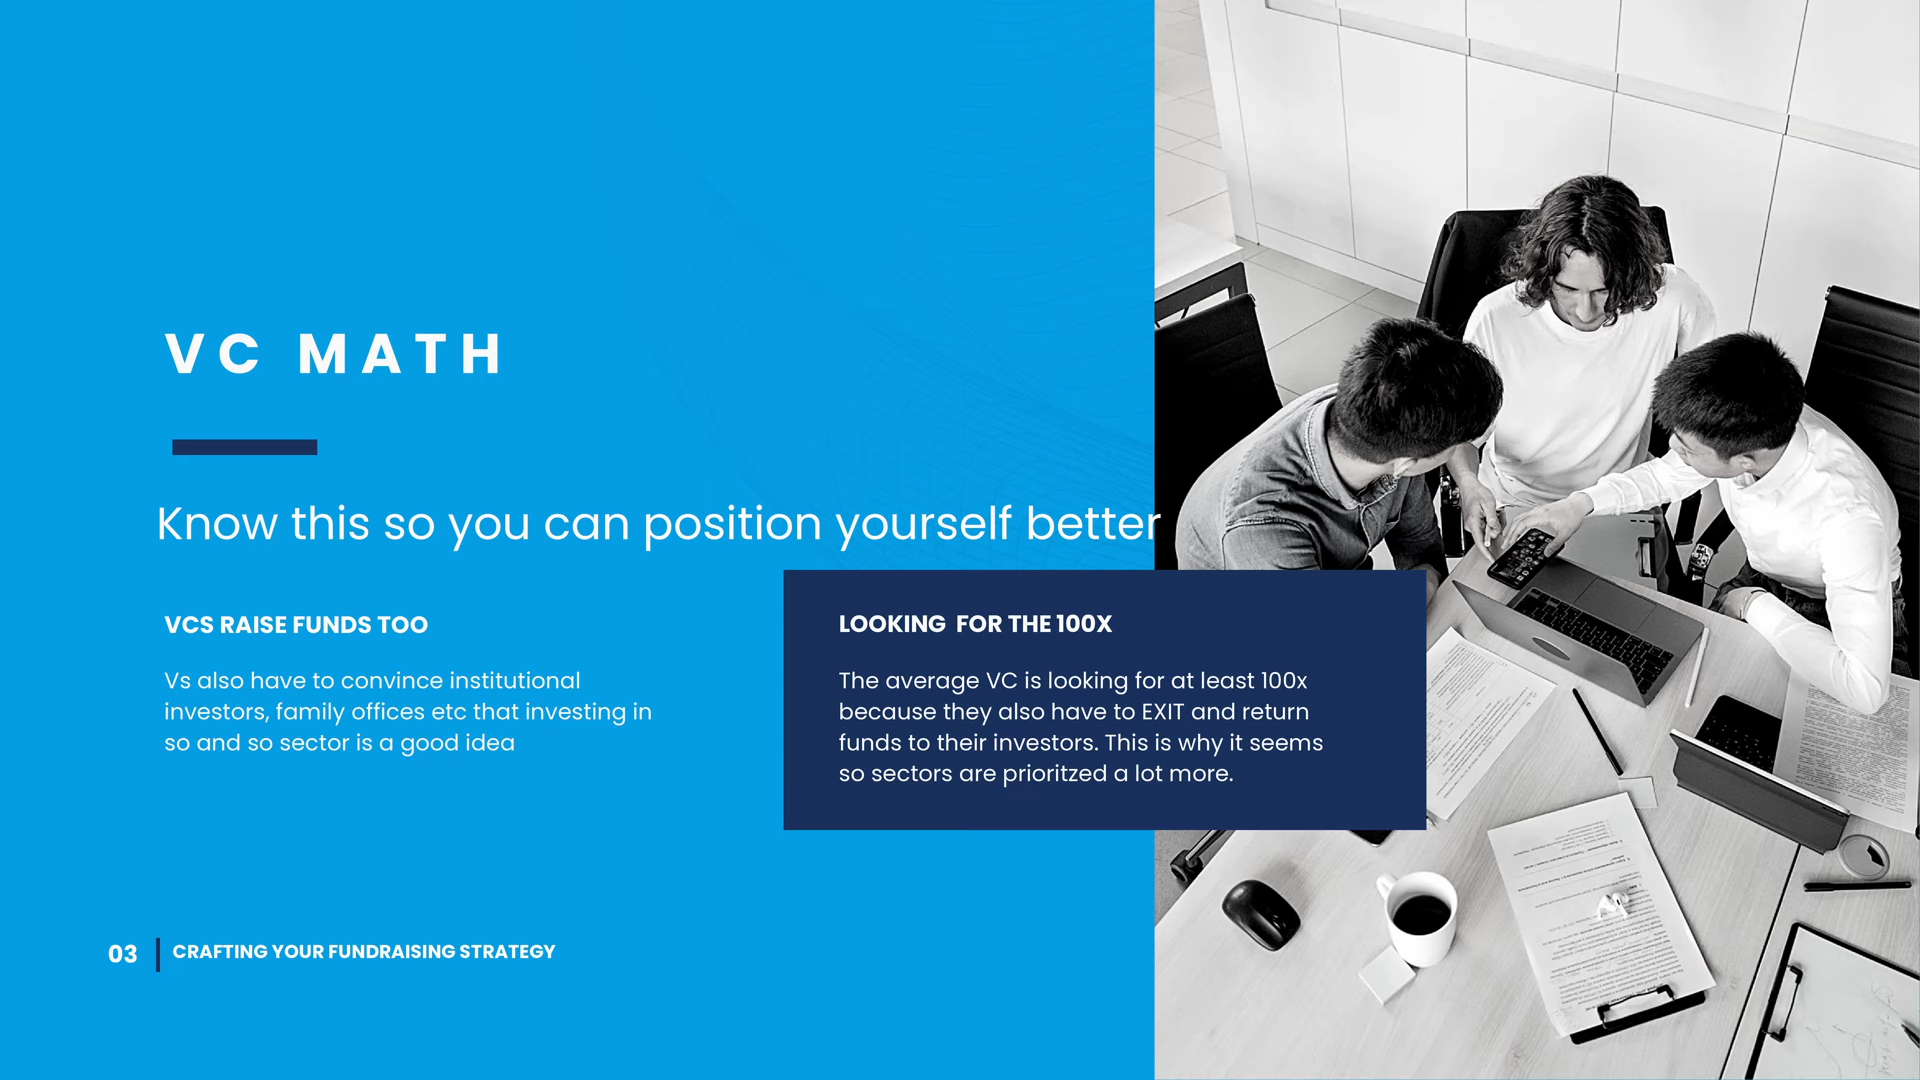 VC MATH
Know this so you can position yourself better
VCS RAISE FUNDS TOO
Vs also have to convince institutional
investors, family offices etc that investing in
so and so sector is a good idea
LOOKING  FOR THE 100X
The average VC is looking for at least 100x
because they also have to EXIT and return
funds to their investors. This is why it seems
so sectors are prioritzed a lot more.
03
CRAFTING YOUR FUNDRAISING STRATEGY